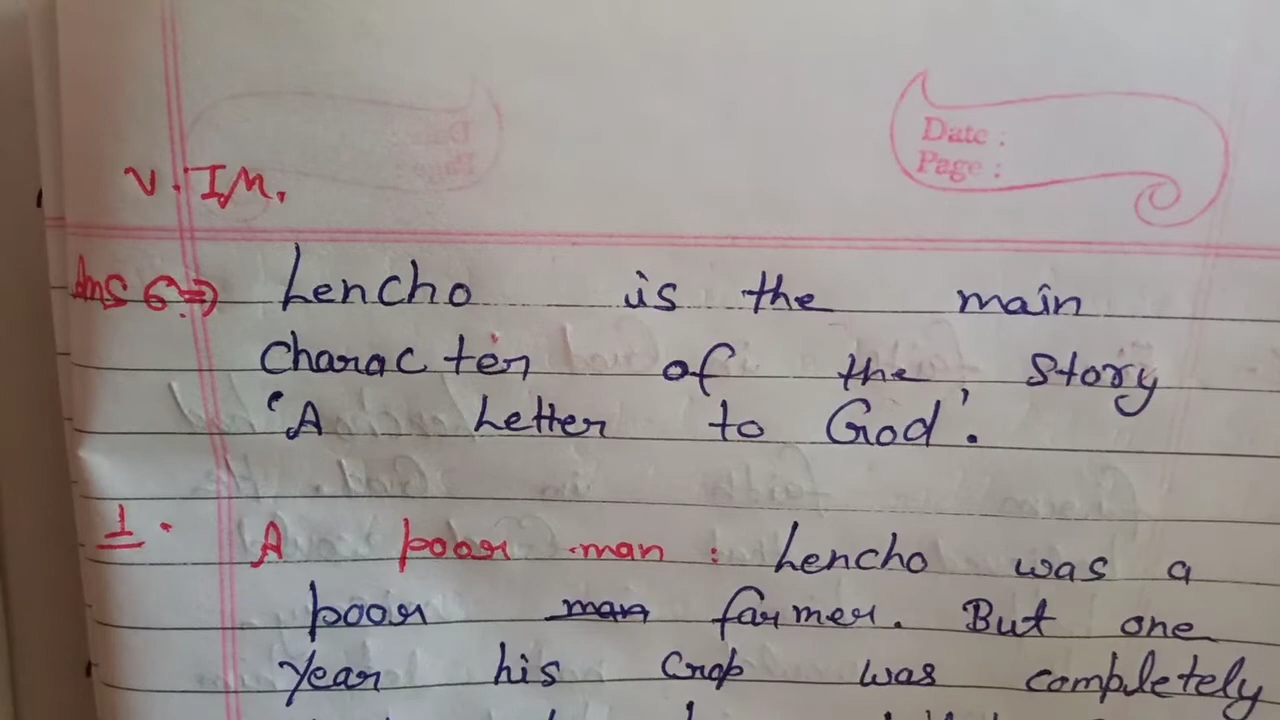 Date :
Page :
V. IM.
Ans 6 ⇒ Lencho is the main
character of the, story
'A Letter to God'.
1. A poor man : Lencho was a
poor man farmer. But one
year his crop was completely